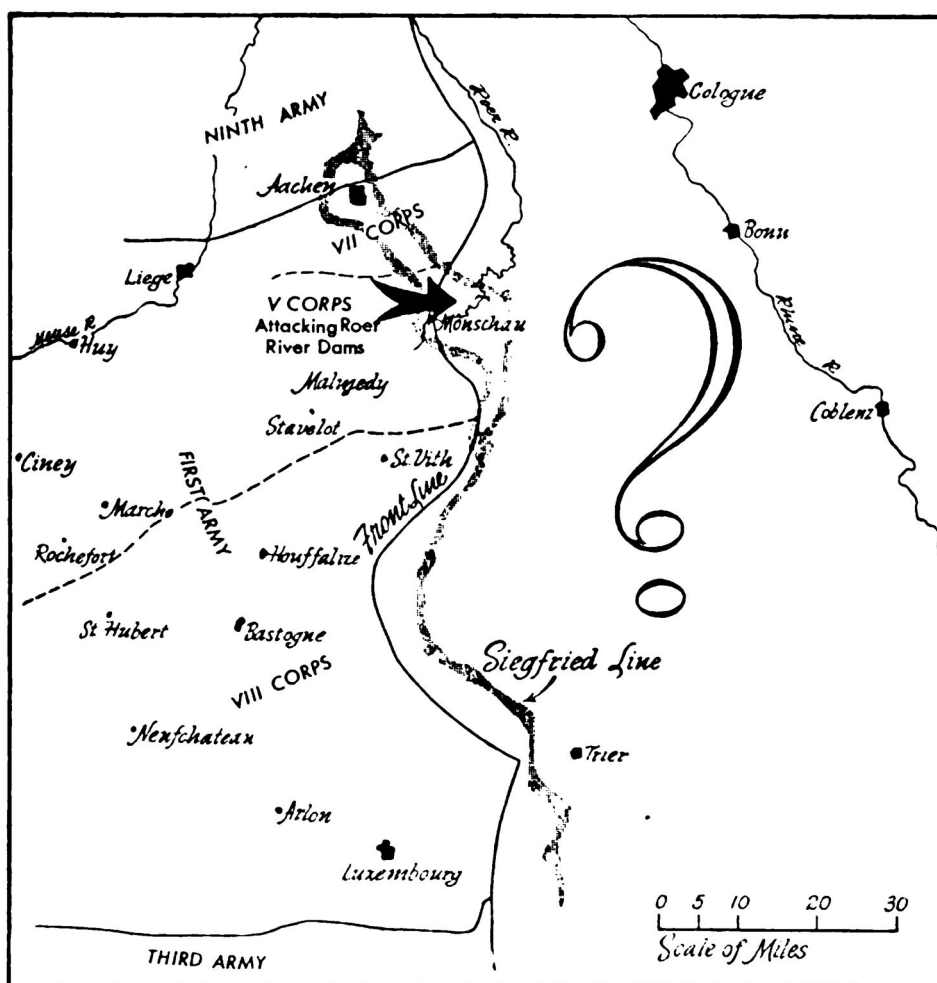 Cologne
Roer R.
NINTH ARMY
Aachen
VII CORPS
Bonn
Liege
V CORPS
Attacking Roer
River Dams
Monschau
Meuse R
Huy
Rhine R.
Malmedy
Coblenz
Stavelot
Ciney
St. Vith
FIRST ARMY
Marche
Front Line
Rochefort
Houffalize
?
St Hubert
Bastogne
Siegfried Line
VIII CORPS
Neufchateau
Trier
Arlon
Luxembourg
0 5 10 20 30
Scale of Miles
THIRD ARMY